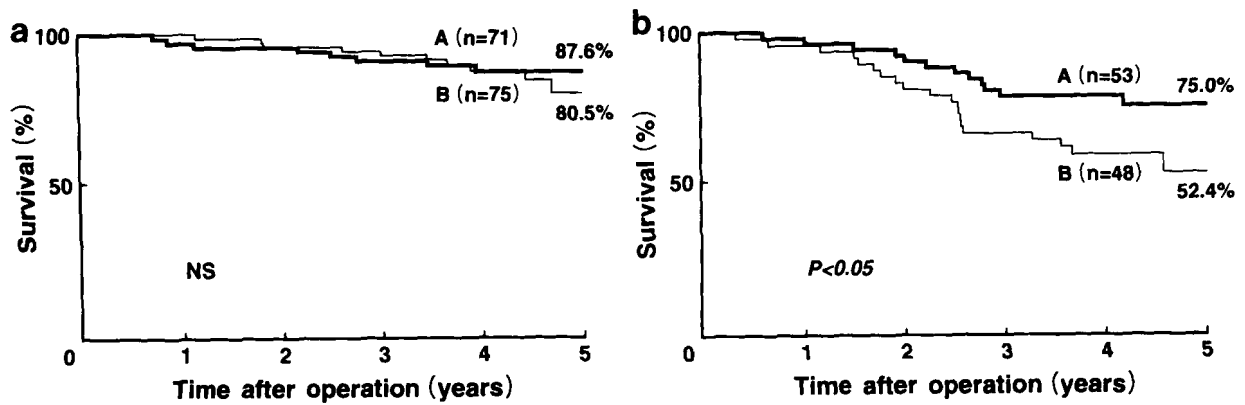 a
100
50
0
Survival (%)
A (n=71)
87.6%
B (n=75)
80.5%
NS
1 2 3 4 5
Time after operation (years)
b
100
50
0
Survival (%)
A (n=53)
75.0%
B (n=48)
52.4%
P<0.05
1 2 3 4 5
Time after operation (years)